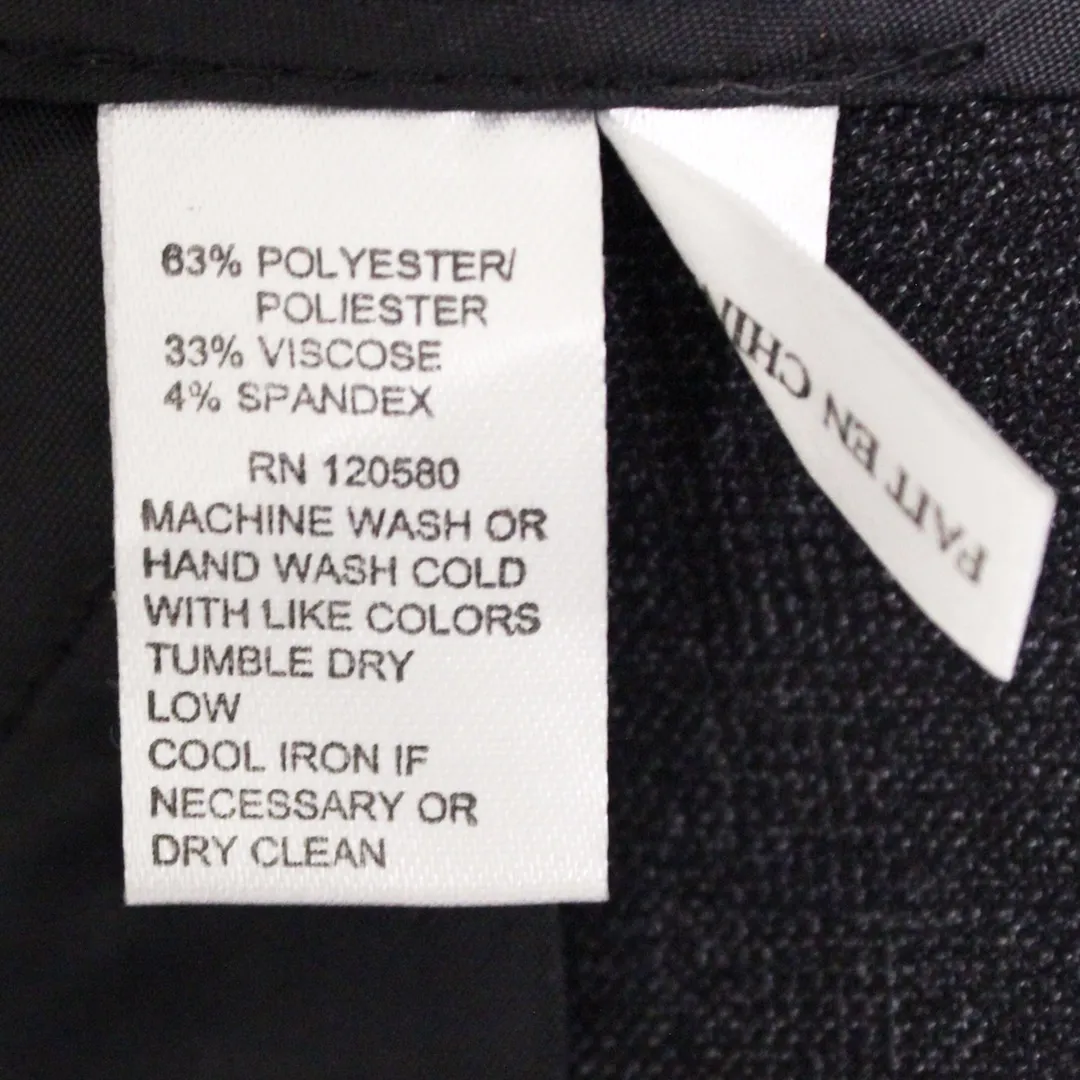 63% POLYESTER/
POLIESTER
33% VISCOSE
4% SPANDEX
RN 120580
MACHINE WASH OR
HAND WASH COLD
WITH LIKE COLORS
TUMBLE DRY
LOW
COOL IRON IF
NECESSARY OR
DRY CLEAN
FAIT EN CHI